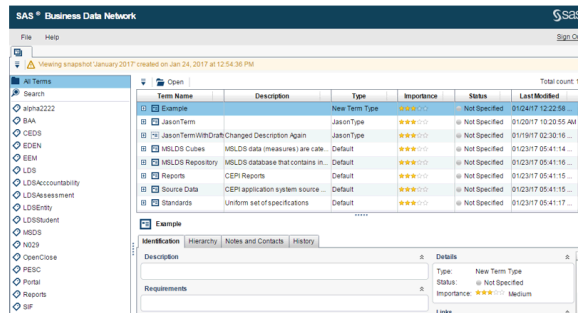 SAS ® Business Data Network
File Help
Viewing snapshot 'January 2017' created on Jan 24, 2017 at 12:54:36 PM
All Terms
Search
alpha2222
BAA
CEDS
EDEN
EEM
LDS
LDSAccountability
LDSAssessment
LDSEntity
LDSStudent
MSDS
N029
OpenClose
PESC
Portal
Reports
SIF
Open Total count:
Term Name Description Type Importance Status Last Modified
Example New Term Type Not Specified 01/24/17 12:22:58 ...
JasonTerm JasonType Not Specified 01/20/17 10:20:55 AM
JasonTermWithDraft Changed Description Again JasonType Not Specified 01/19/17 02:30:16 ...
MSLDS Cubes MSLDS data (measures) are cate... Default Not Specified 01/23/17 05:41:14 ...
MSLDS Repository MSLDS database that contains in... Default Not Specified 01/23/17 05:41:16 ...
Reports CEPI Reports Default Not Specified 01/23/17 05:41:15 ...
Source Data CEPI application system source ... Default Not Specified 01/23/17 05:41:16 ...
Standards Uniform set of specifications Default Not Specified 01/23/17 05:41:17 ...
Example
Identification Hierarchy Notes and Contacts History
Description
Requirements
Details
Type: New Term Type
Status: Not Specified
Importance: Medium
Links